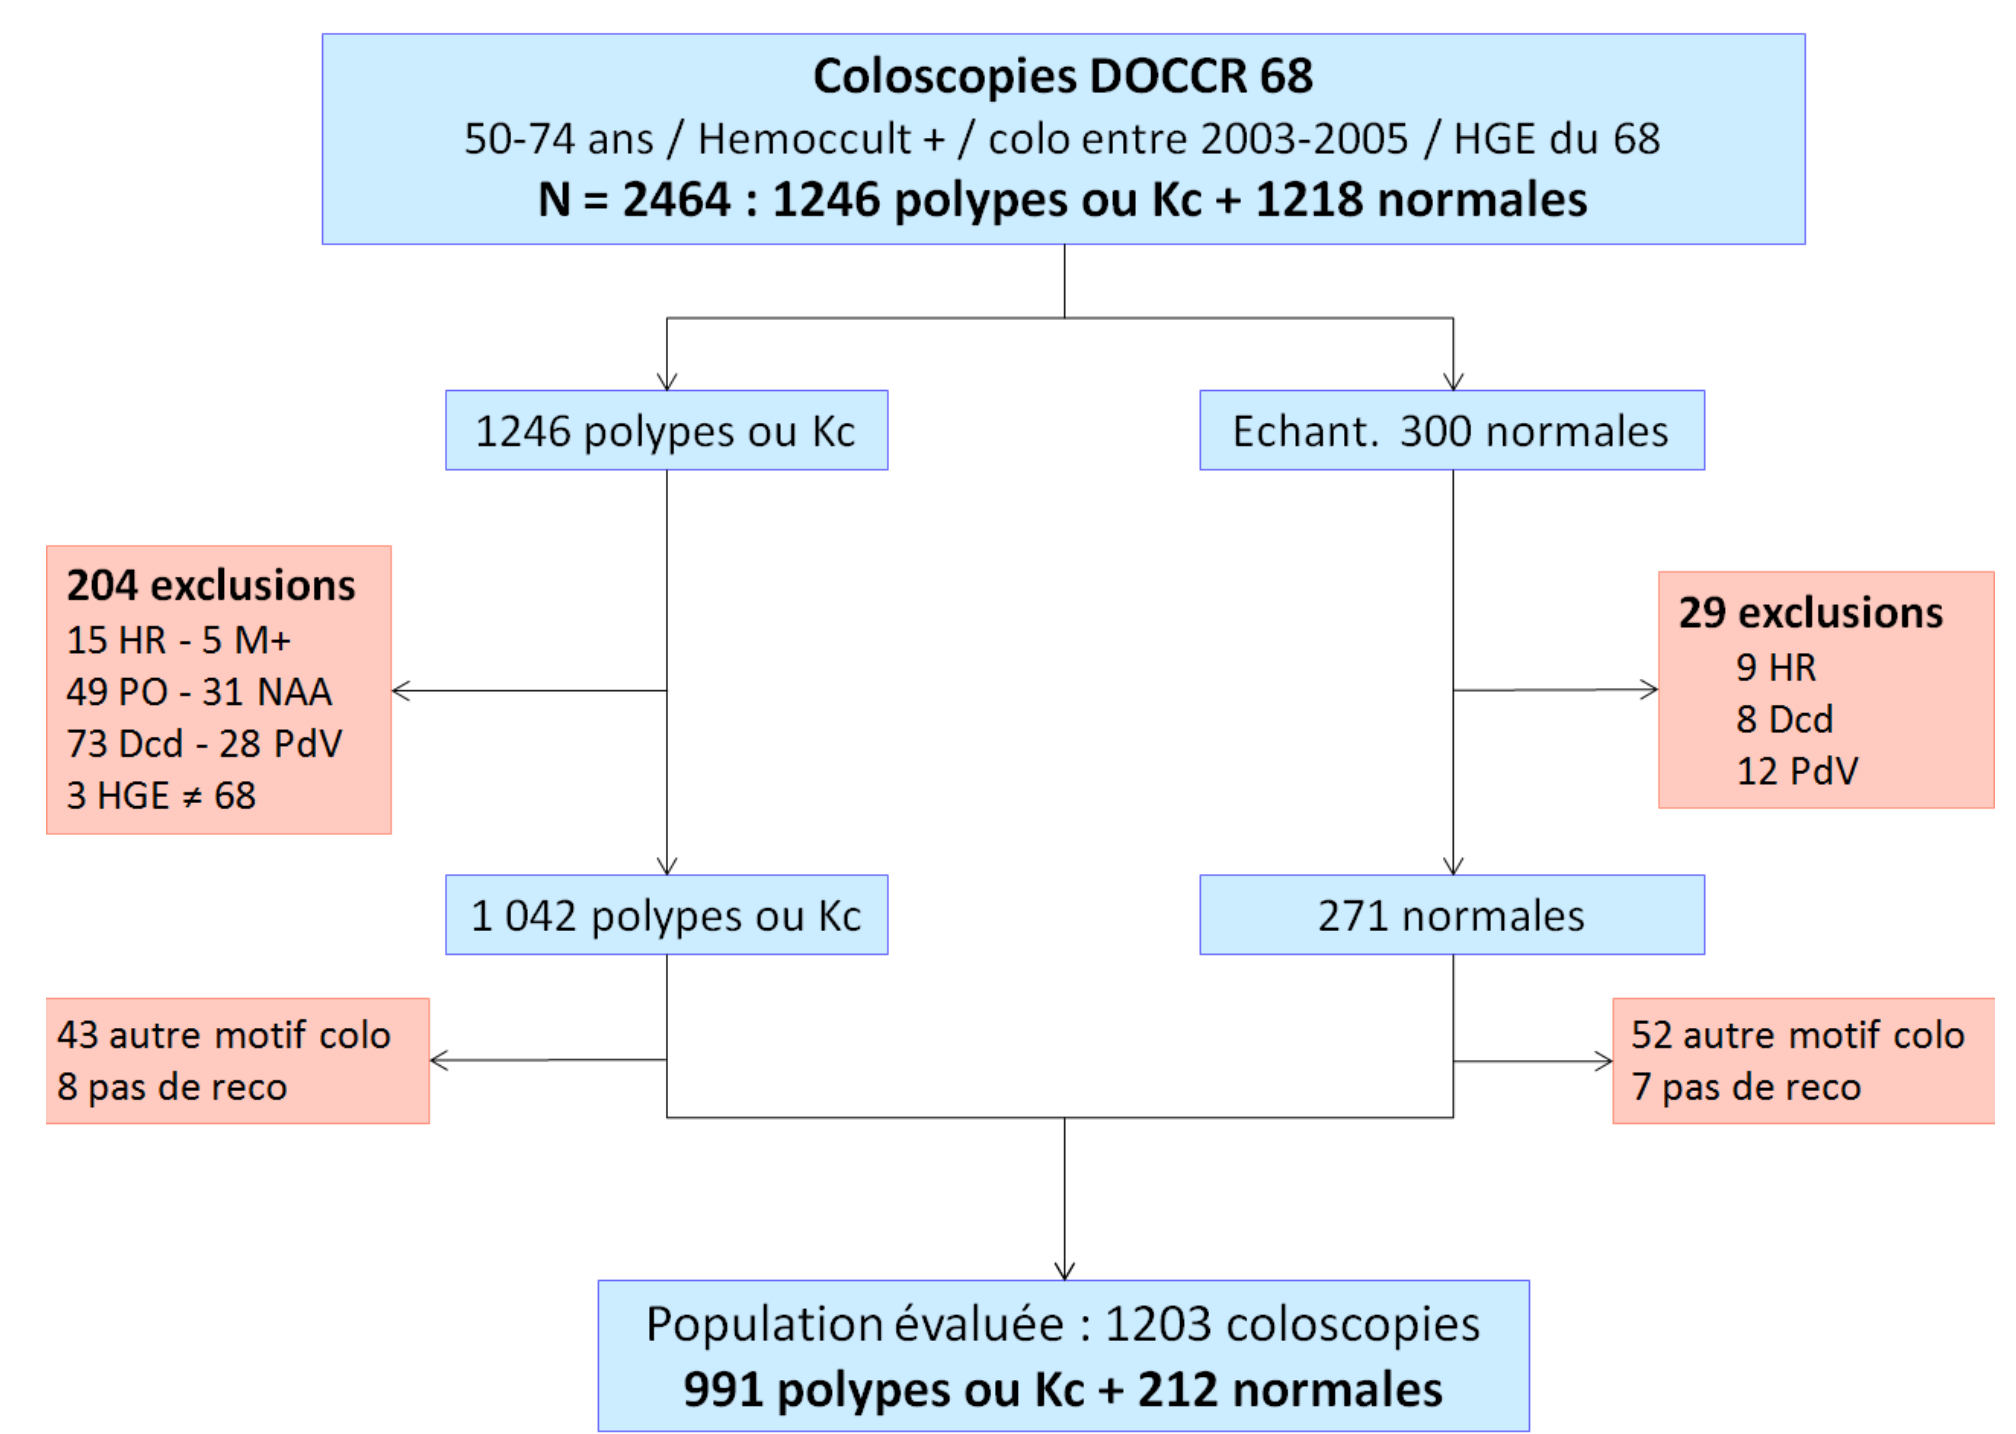 Coloscopies DOCCR 68
50-74 ans / Hemoccult + / colo entre 2003-2005 / HGE du 68
N = 2464 : 1246 polypes ou Kc + 1218 normales
1246 polypes ou Kc
Echant. 300 normales
204 exclusions
15 HR - 5 M+
49 PO - 31 NAA
73 Dcd - 28 PdV
3 HGE ≠ 68
29 exclusions
9 HR
8 Dcd
12 PdV
1 042 polypes ou Kc
271 normales
43 autre motif colo
8 pas de reco
52 autre motif colo
7 pas de reco
Population évaluée : 1203 coloscopies
991 polypes ou Kc + 212 normales